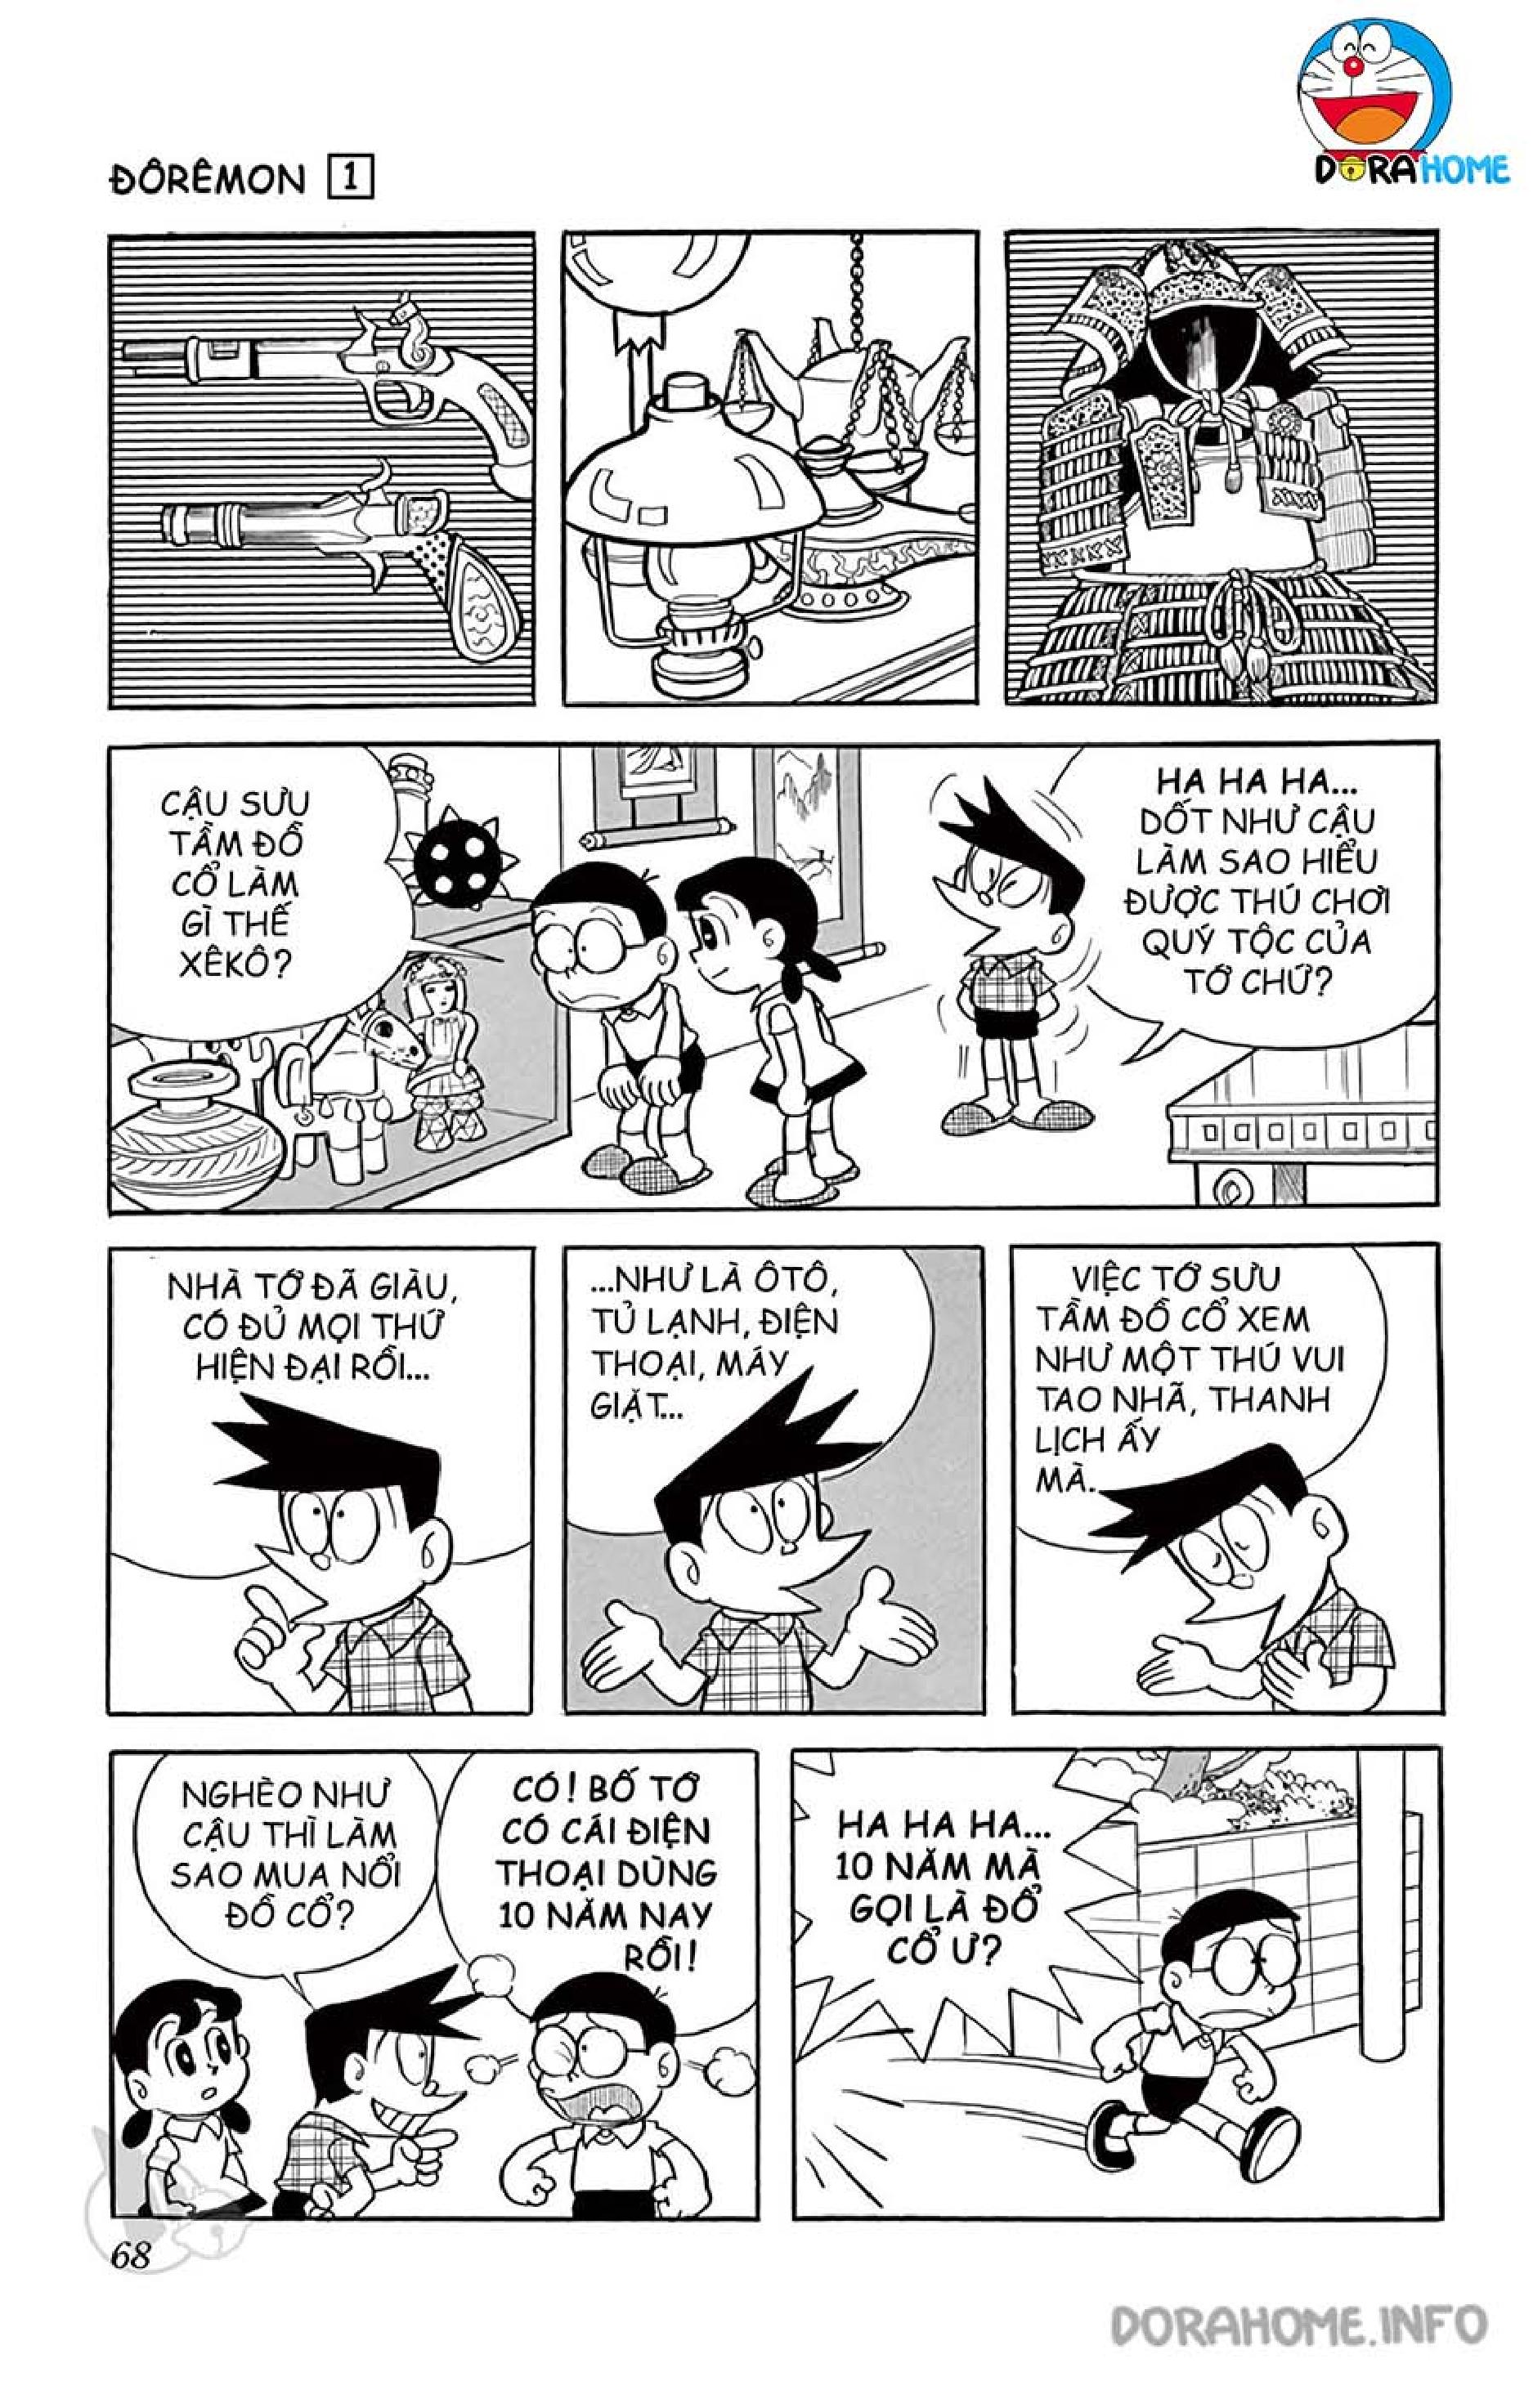 DORAHOME
ĐÔRÊMON 1
CẬU SƯU
TẦM ĐỒ
CỔ LÀM
GÌ THẾ
XÊKÔ?
HA HA HA...
DỐT NHƯ CẬU
LÀM SAO HIỂU
ĐƯỢC THÚ CHƠI
QUÝ TỘC CỦA
TỚ CHỨ?
NHÀ TỚ ĐÃ GIÀU,
CÓ ĐỦ MỌI THỨ
HIỆN ĐẠI RỒI...
...NHƯ LÀ ÔTÔ,
TỦ LẠNH, ĐIỆN
THOẠI, MÁY
GIẶT...
VIỆC TỚ SƯU
TẦM ĐỒ CỔ XEM
NHƯ MỘT THÚ VUI
TAO NHÃ, THANH
LỊCH ẤY
MÀ.
NGHÈO NHƯ
CẬU THÌ LÀM
SAO MUA NỔI
ĐỒ CỔ?
CÓ! BỐ TỚ
CÓ CÁI ĐIỆN
THOẠI DÙNG
10 NĂM NAY
RỒI!
HA HA HA...
10 NĂM MÀ
GỌI LÀ ĐỒ
CỔ Ư?
68
DORAHOME.INFO